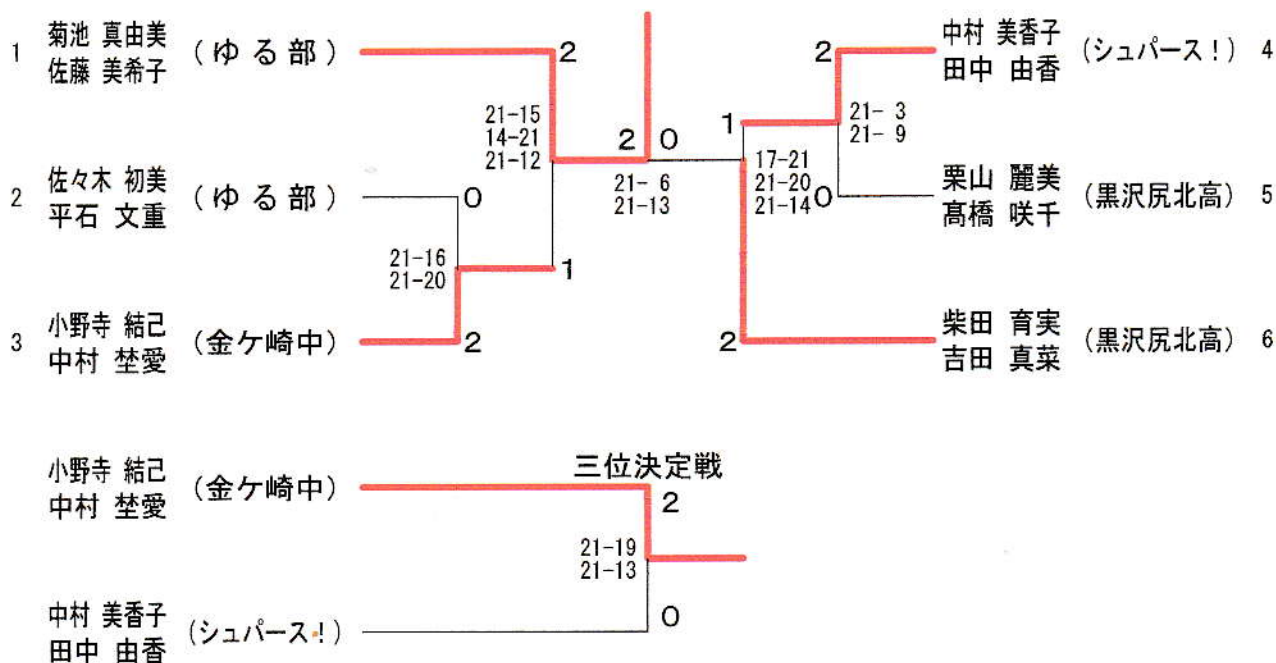 1 菊池 真由美 (ゆる部)
佐藤 美希子
2
21-15
14-21
21-12
2 佐々木 初美 (ゆる部)
平石 文重
0
21-16
21-20
1
3 小野寺 結己 (金ケ崎中)
中村 埜愛
2
2 0
21- 6
21-13
中村 美香子 (シュパース!) 4
田中 由香
2
21- 3
21- 9
1
17-21
21-20
21-14
0
栗山 麗美 (黒沢尻北高) 5
髙橋 咲千
柴田 育実 (黒沢尻北高) 6
吉田 真菜
2
三位決定戦
小野寺 結己 (金ケ崎中)
中村 埜愛
2
21-19
21-13
0
中村 美香子 (シュパース!)
田中 由香